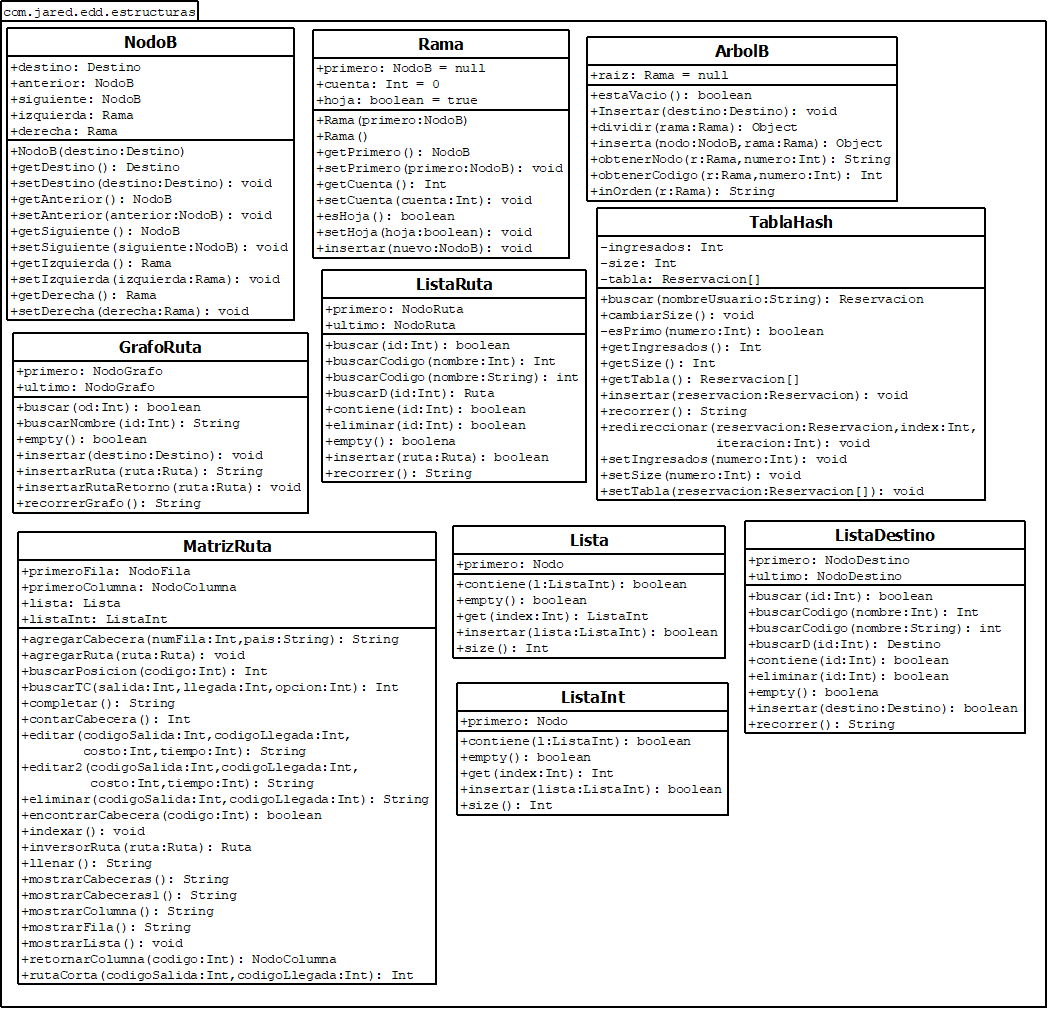 com.jared.edd.estructuras
NodoB
+destino: Destino
+anterior: NodoB
+siguiente: NodoB
+izquierda: Rama
+derecha: Rama
+NodoB(destino:Destino)
+getDestino(): Destino
+setDestino(destino:Destino): void
+getAnterior(): NodoB
+setAnterior(anterior:NodoB): void
+getSiguiente(): NodoB
+setSiguiente(siguiente:NodoB): void
+getIzquierda(): Rama
+setIzquierda(izquierda:Rama): void
+getDerecha(): Rama
+setDerecha(derecha:Rama): void
Rama
+primero: NodoB = null
+cuenta: Int = 0
+hoja: boolean = true
+Rama(primero:NodoB)
+Rama()
+getPrimero(): NodoB
+setPrimero(primero:NodoB): void
+getCuenta(): Int
+setCuenta(cuenta:Int): void
+esHoja(): boolean
+setHoja(hoja:boolean): void
+insertar(nuevo:NodoB): void
ArbolB
+raiz: Rama = null
+estaVacio(): boolean
+Insertar(destino:Destino): void
+dividir(rama:Rama): Object
+inserta(nodo:NodoB,rama:Rama): Object
+obtenerNodo(r:Rama,numero:Int): String
+obtenerCodigo(r:Rama,numero:Int): Int
+inOrden(r:Rama): String
TablaHash
-ingresados: Int
-size: Int
-tabla: Reservacion[]
+buscar(nombreUsuario:String): Reservacion
+cambiarSize(): void
-esPrimo(numero:Int): boolean
+getIngresados(): Int
+getSize(): Int
+getTabla(): Reservacion[]
+insertar(reservacion:Reservacion): void
+recorrer(): String
+redireccionar(reservacion:Reservacion,index:Int,
iteracion:Int): void
+setIngresados(numero:Int): void
+setSize(numero:Int): void
+setTabla(reservacion:Reservacion[]): void
ListaRuta
+primero: NodoRuta
+ultimo: NodoRuta
+buscar(id:Int): boolean
+buscarCodigo(nombre:Int): Int
+buscarCodigo(nombre:String): int
+buscarD(id:Int): Ruta
+contiene(id:Int): boolean
+eliminar(id:Int): boolean
+empty(): boolena
+insertar(ruta:Ruta): boolean
+recorrer(): String
GrafoRuta
+primero: NodoGrafo
+ultimo: NodoGrafo
+buscar(od:Int): boolean
+buscarNombre(id:Int): String
+empty(): boolean
+insertar(destino:Destino): void
+insertarRuta(ruta:Ruta): String
+insertarRutaRetorno(ruta:Ruta): void
+recorrerGrafo(): String
MatrizRuta
+primeroFila: NodoFila
+primeroColumna: NodoColumna
+lista: Lista
+listaInt: ListaInt
+agregarCabecera(numFila:Int,pais:String): String
+agregarRuta(ruta:Ruta): void
+buscarPosicion(codigo:Int): Int
+buscarTC(salida:Int,llegada:Int,opcion:Int): Int
+completar(): String
+contarCabecera(): Int
+editar(codigoSalida:Int,codigoLlegada:Int,
costo:Int,tiempo:Int): String
+editar2(codigoSalida:Int,codigoLlegada:Int,
costo:Int,tiempo:Int): String
+eliminar(codigoSalida:Int,codigoLlegada:Int): String
+encontrarCabecera(codigo:Int): boolean
+indexar(): void
+inversorRuta(ruta:Ruta): Ruta
+llenar(): String
+mostrarCabeceras(): String
+mostrarCabeceras1(): String
+mostrarColumna(): String
+mostrarFila(): String
+mostrarLista(): void
+retornarColumna(codigo:Int): NodoColumna
+rutaCorta(codigoSalida:Int,codigoLlegada:Int): Int
Lista
+primero: Nodo
+contiene(l:ListaInt): boolean
+empty(): boolean
+get(index:Int): ListaInt
+insertar(lista:ListaInt): boolean
+size(): Int
ListaInt
+primero: Nodo
+contiene(l:ListaInt): boolean
+empty(): boolean
+get(index:Int): Int
+insertar(lista:ListaInt): boolean
+size(): Int
ListaDestino
+primero: NodoDestino
+ultimo: NodoDestino
+buscar(id:Int): boolean
+buscarCodigo(nombre:Int): Int
+buscarCodigo(nombre:String): int
+buscarD(id:Int): Destino
+contiene(id:Int): boolean
+eliminar(id:Int): boolean
+empty(): boolena
+insertar(destino:Destino): boolean
+recorrer(): String